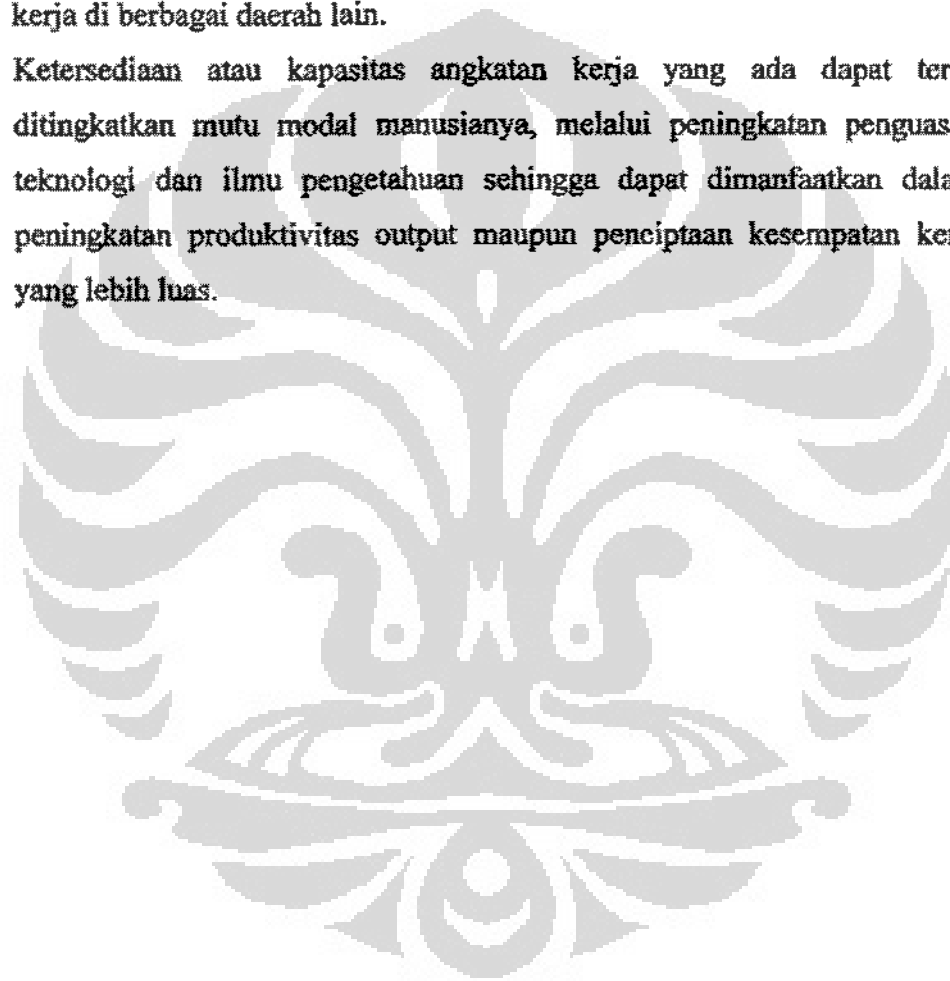 kerja di berbagai daerah lain.
Ketersediaan atau kapasitas angkatan kerja yang ada dapat ter
ditingkatkan mutu modal manusianya, melalui peningkatan penguas
teknologi dan ilmu pengetahuan sehingga dapat dimanfaatkan dala
peningkatan produktivitas output maupun penciptaan kesempatan ker
yang lebih luas.